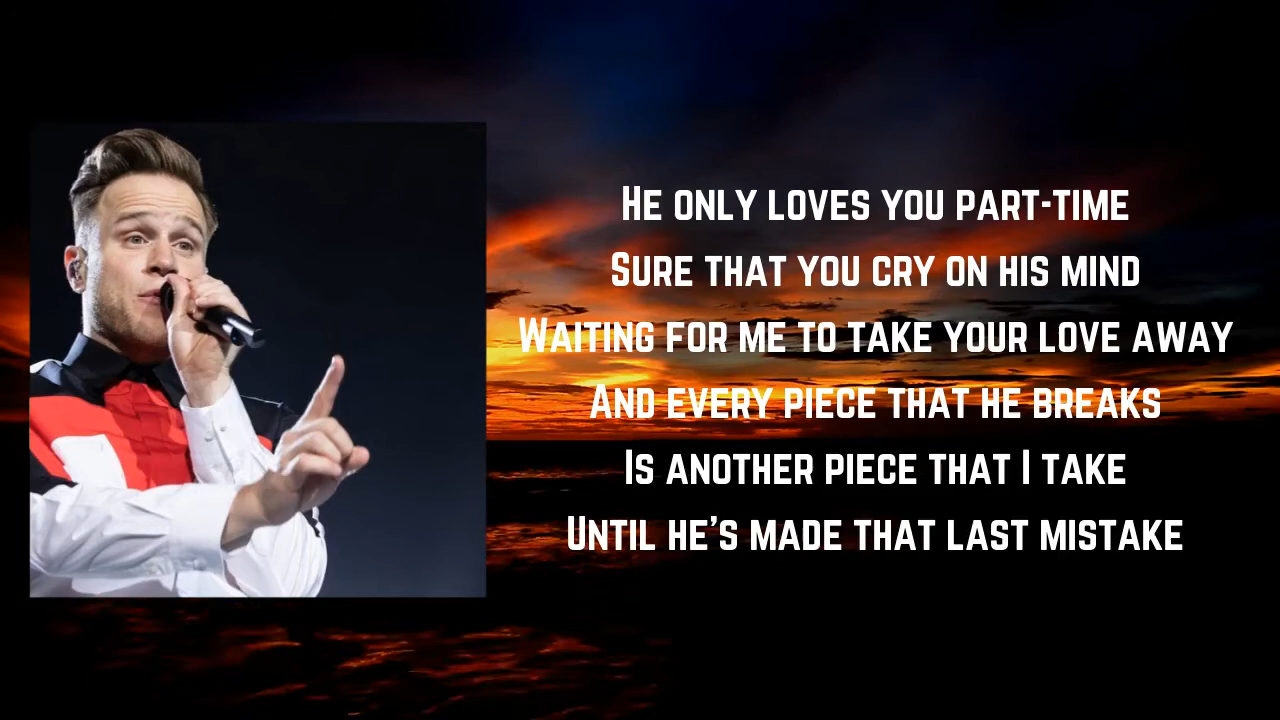 He only loves you part-time
Sure that you cry on his mind
Waiting for me to take your love away
And every piece that he breaks
Is another piece that I take
Until he's made that last mistake